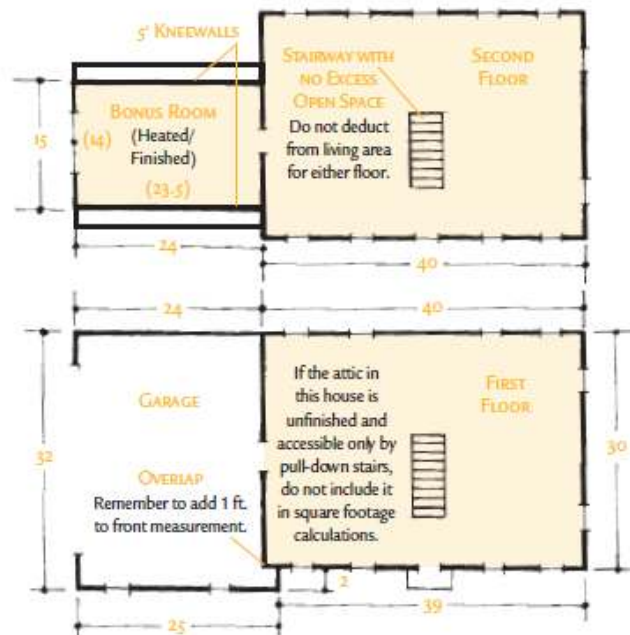 5' Kneewalls
Stairway with
no Excess
Open Space
Do not deduct
from living area
for either floor.
Second
Floor
Bonus Room
(Heated/
Finished)
15
(14)
(23.5)
24
40
24
40
Garage
If the attic in
this house is
unfinished and
accessible only by
pull-down stairs,
do not include it
in square footage
calculations.
First
Floor
32
30
Overlap
Remember to add 1 ft.
to front measurement.
2
25
39